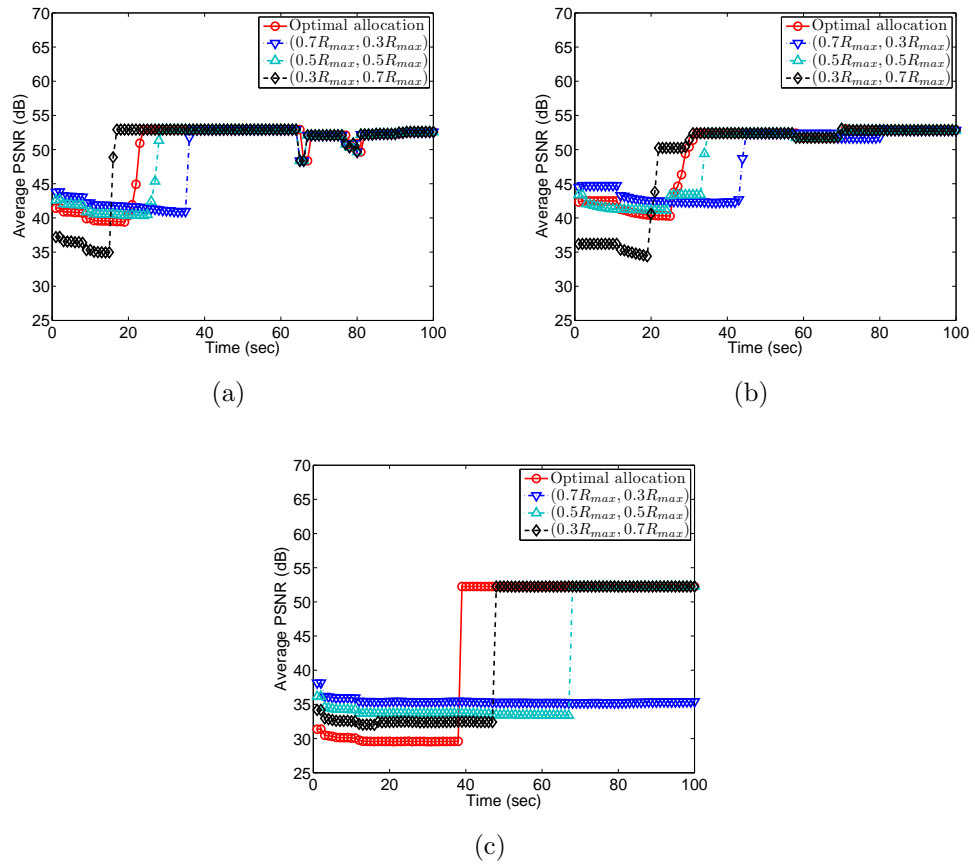 70
65
60
55
50
45
40
35
30
25
0 20 40 60 80 100
Average PSNR (dB)
Time (sec)
Optimal allocation
(0.7R_max, 0.3R_max)
(0.5R_max, 0.5R_max)
(0.3R_max, 0.7R_max)
(a)
70
65
60
55
50
45
40
35
30
25
0 20 40 60 80 100
Average PSNR (dB)
Time (sec)
Optimal allocation
(0.7R_max, 0.3R_max)
(0.5R_max, 0.5R_max)
(0.3R_max, 0.7R_max)
(b)
70
65
60
55
50
45
40
35
30
25
0 20 40 60 80 100
Average PSNR (dB)
Time (sec)
Optimal allocation
(0.7R_max, 0.3R_max)
(0.5R_max, 0.5R_max)
(0.3R_max, 0.7R_max)
(c)